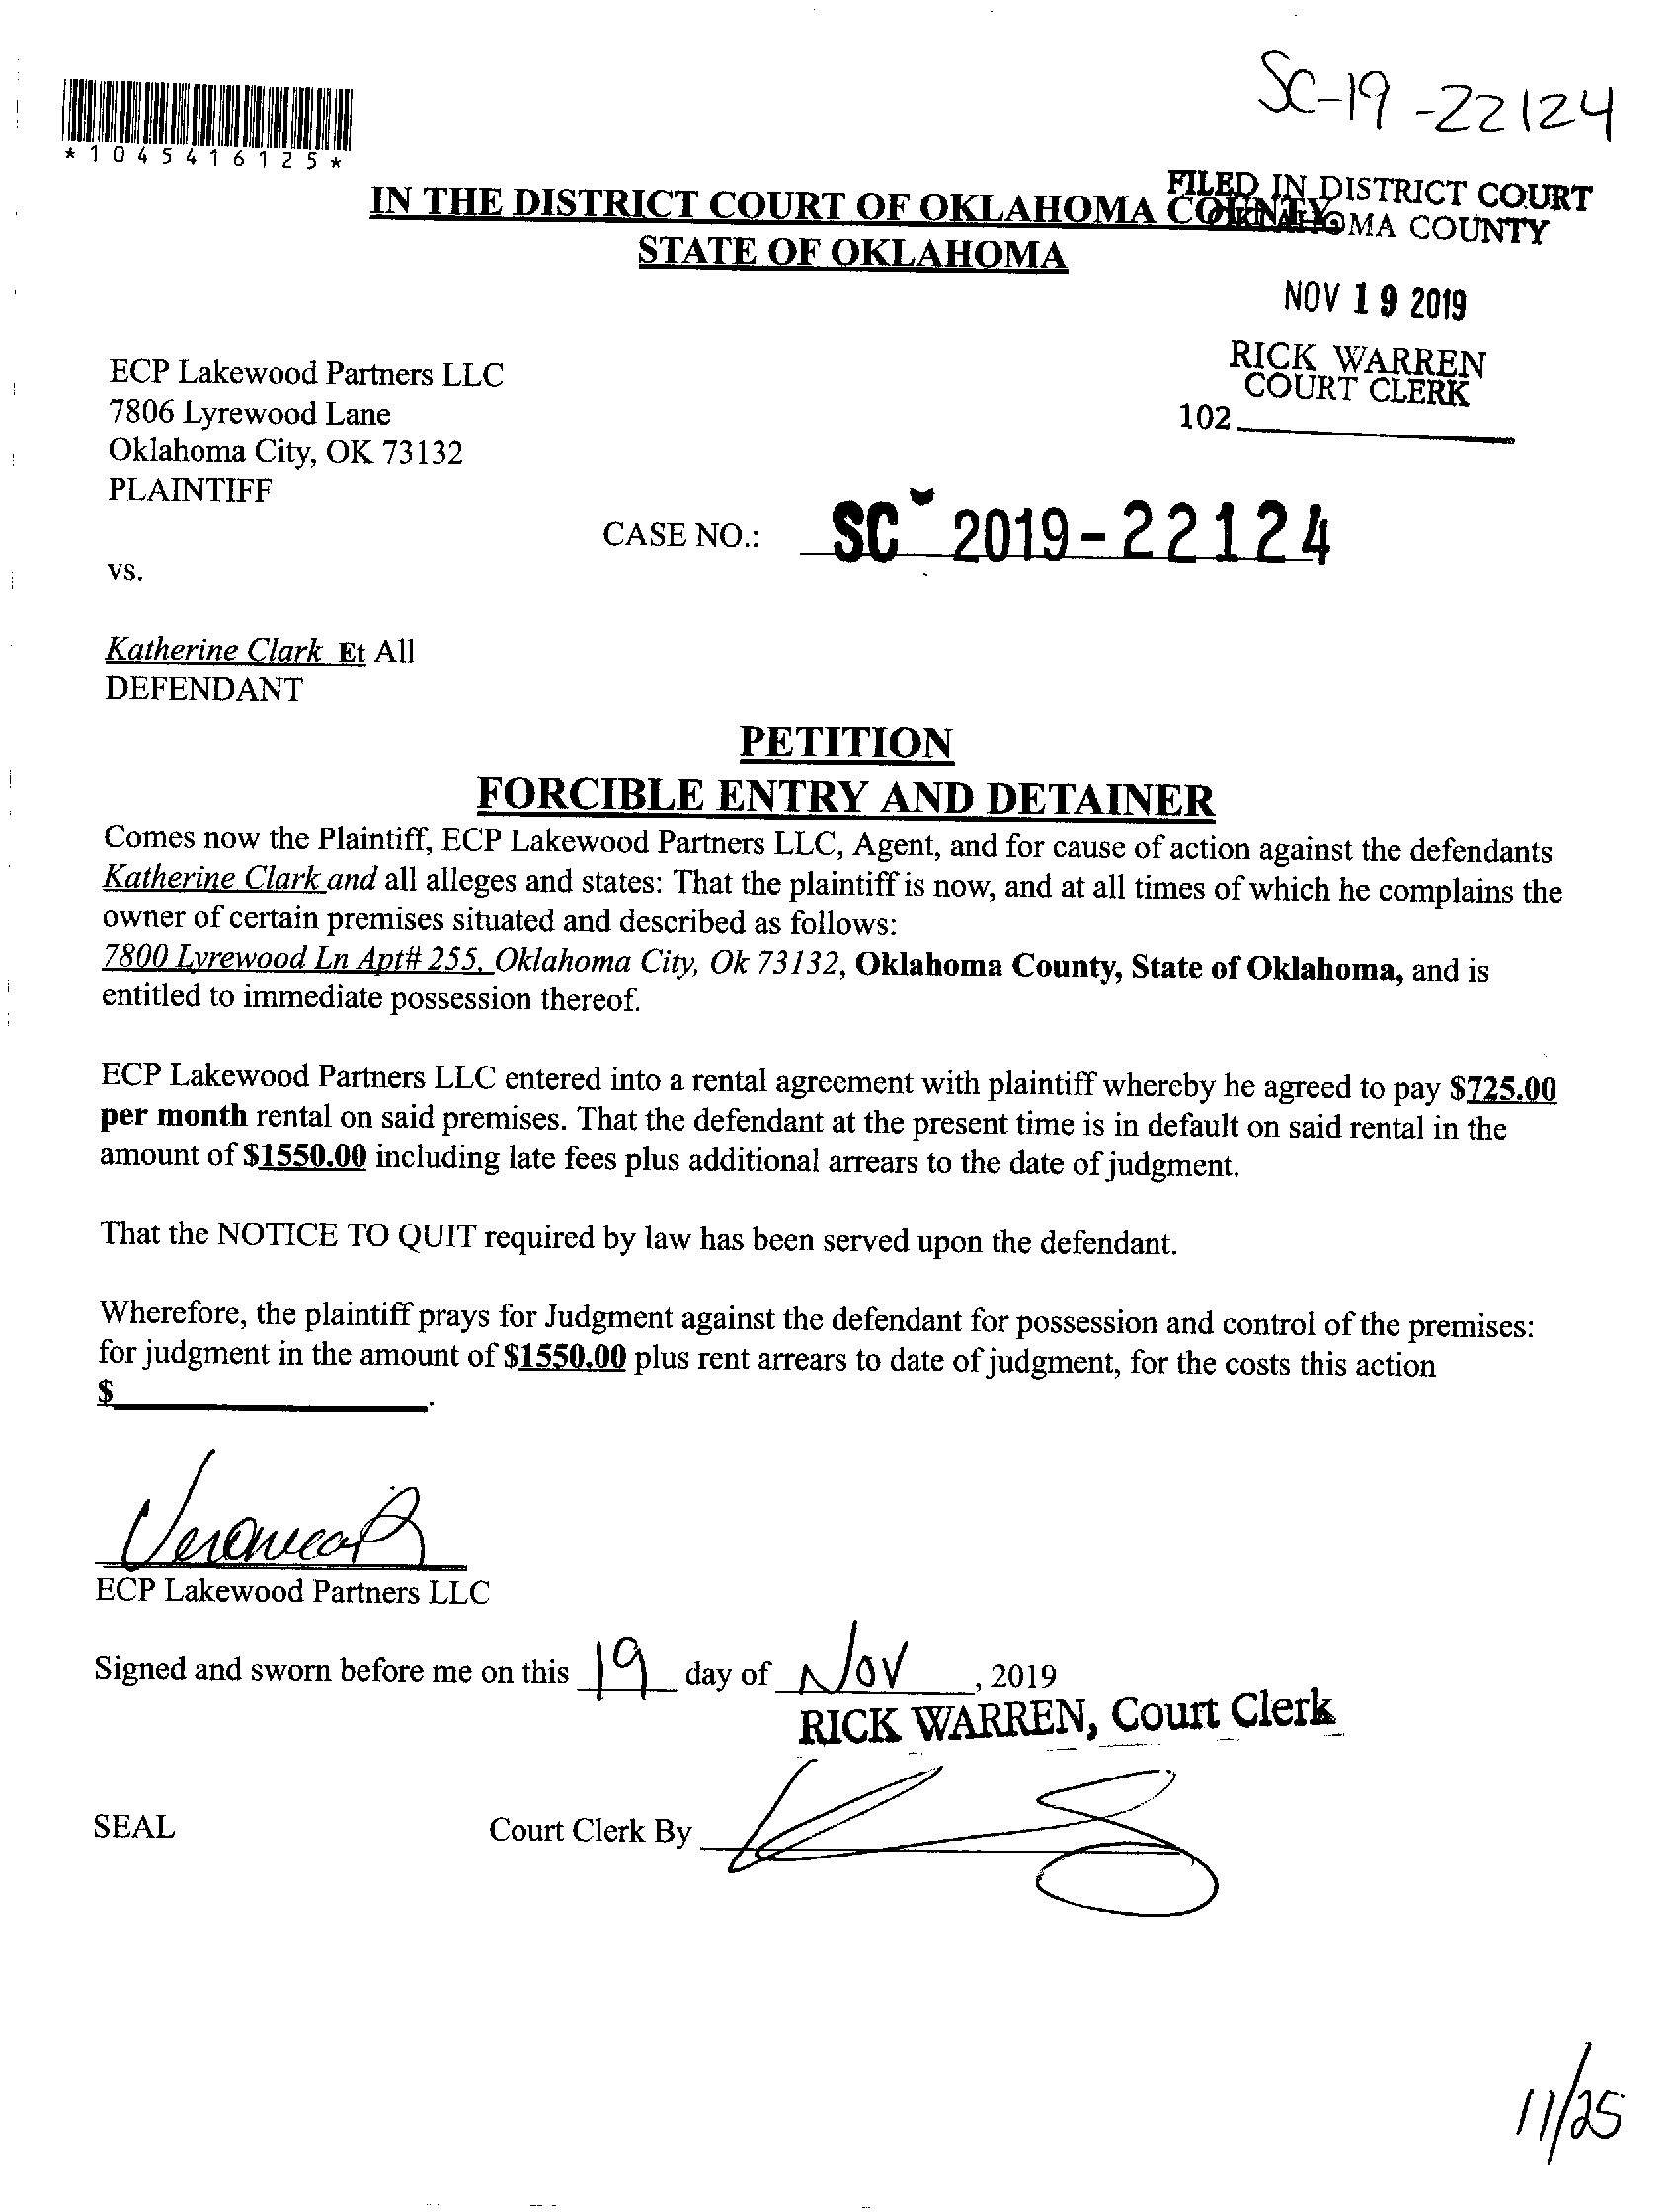 SC-19-22124
*1045416125*
FILED IN DISTRICT COURT
OKLAHOMA COUNTY
IN THE DISTRICT COURT OF OKLAHOMA COUNTY
STATE OF OKLAHOMA
NOV 19 2019
RICK WARREN
COURT CLERK
102
ECP Lakewood Partners LLC
7806 Lyrewood Lane
Oklahoma City, OK 73132
PLAINTIFF
CASE NO.: SC 2019-22124
vs.
Katherine Clark Et All
DEFENDANT
PETITION
FORCIBLE ENTRY AND DETAINER
Comes now the Plaintiff, ECP Lakewood Partners LLC, Agent, and for cause of action against the defendants
Katherine Clark and all alleges and states: That the plaintiff is now, and at all times of which he complains the
owner of certain premises situated and described as follows:
7800 Lyrewood Ln Apt# 255, Oklahoma City, Ok 73132, Oklahoma County, State of Oklahoma, and is
entitled to immediate possession thereof.
ECP Lakewood Partners LLC entered into a rental agreement with plaintiff whereby he agreed to pay $725.00
per month rental on said premises. That the defendant at the present time is in default on said rental in the
amount of $1550.00 including late fees plus additional arrears to the date of judgment.
That the NOTICE TO QUIT required by law has been served upon the defendant.
Wherefore, the plaintiff prays for Judgment against the defendant for possession and control of the premises:
for judgment in the amount of $1550.00 plus rent arrears to date of judgment, for the costs this action
$ .
ECP Lakewood Partners LLC
Signed and sworn before me on this 19 day of Nov, 2019
RICK WARREN, Court Clerk
SEAL Court Clerk By
11/25